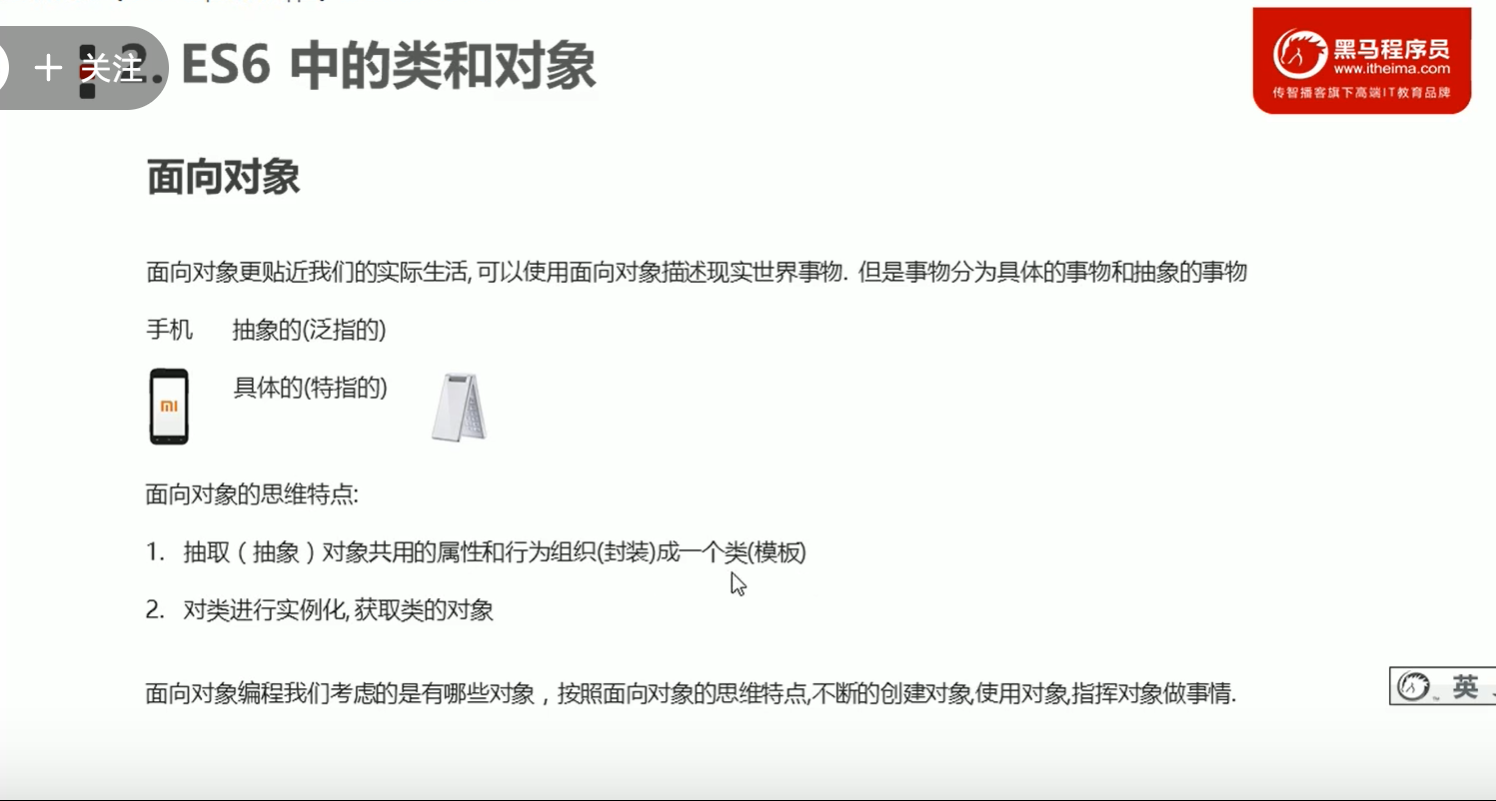 + 关注
2. ES6 中的类和对象
黑马程序员
www.itheima.com
传智播客旗下高端IT教育品牌
面向对象
面向对象更贴近我们的实际生活, 可以使用面向对象描述现实世界事物. 但是事物分为具体的事物和抽象的事物
手机 抽象的(泛指的)
具体的(特指的)
面向对象的思维特点:
1. 抽取（抽象）对象共用的属性和行为组织(封装)成一个类(模板)
2. 对类进行实例化, 获取类的对象
面向对象编程我们考虑的是有哪些对象，按照面向对象的思维特点,不断的创建对象,使用对象,指挥对象做事情.
英